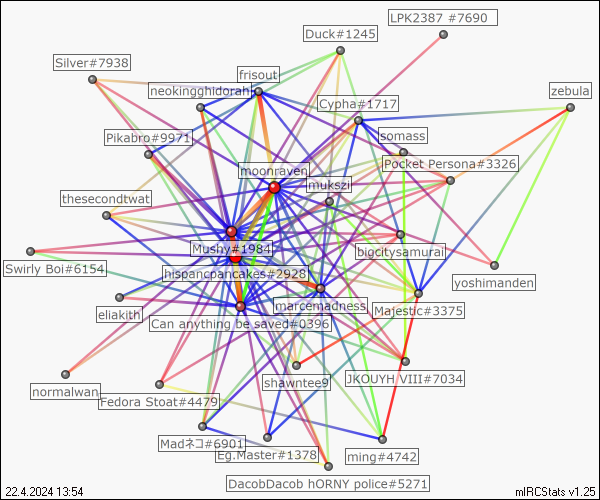 LPK2387 #7690
Duck#1245
Silver#7938
frisout
neokingghidorah
zebula
Cypha#1717
Pikabro#9971
somass
Pocket Persona#3326
moonraven
mukszi
thesecondtwat
Mushy#1984
bigcitysamurai
Swirly Boi#6154
hispancpancakes#2928
yoshimanden
marcemadness
Majestic#3375
eliakith
Can anything be saved#0396
shawntee9
JKOUYH VIII#7034
normalwan
Fedora Stoat#4479
Madネコ#6901
Eg.Master#1378
ming#4742
DacobDacob hORNY police#5271
22.4.2024 13:54
mIRCStats v1.25